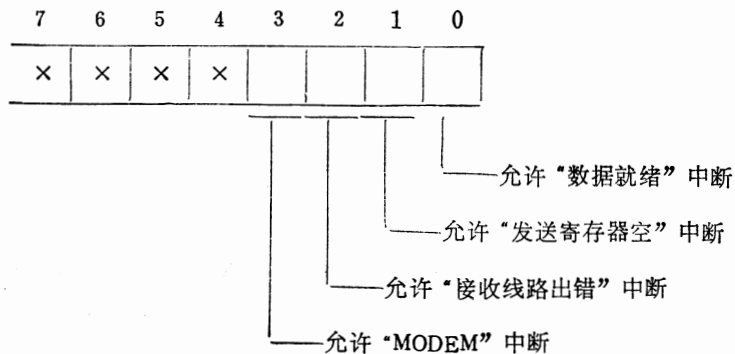 7 6 5 4 3 2 1 0
× × × ×
允许“数据就绪”中断
允许“发送寄存器空”中断
允许“接收线路出错”中断
允许“MODEM”中断